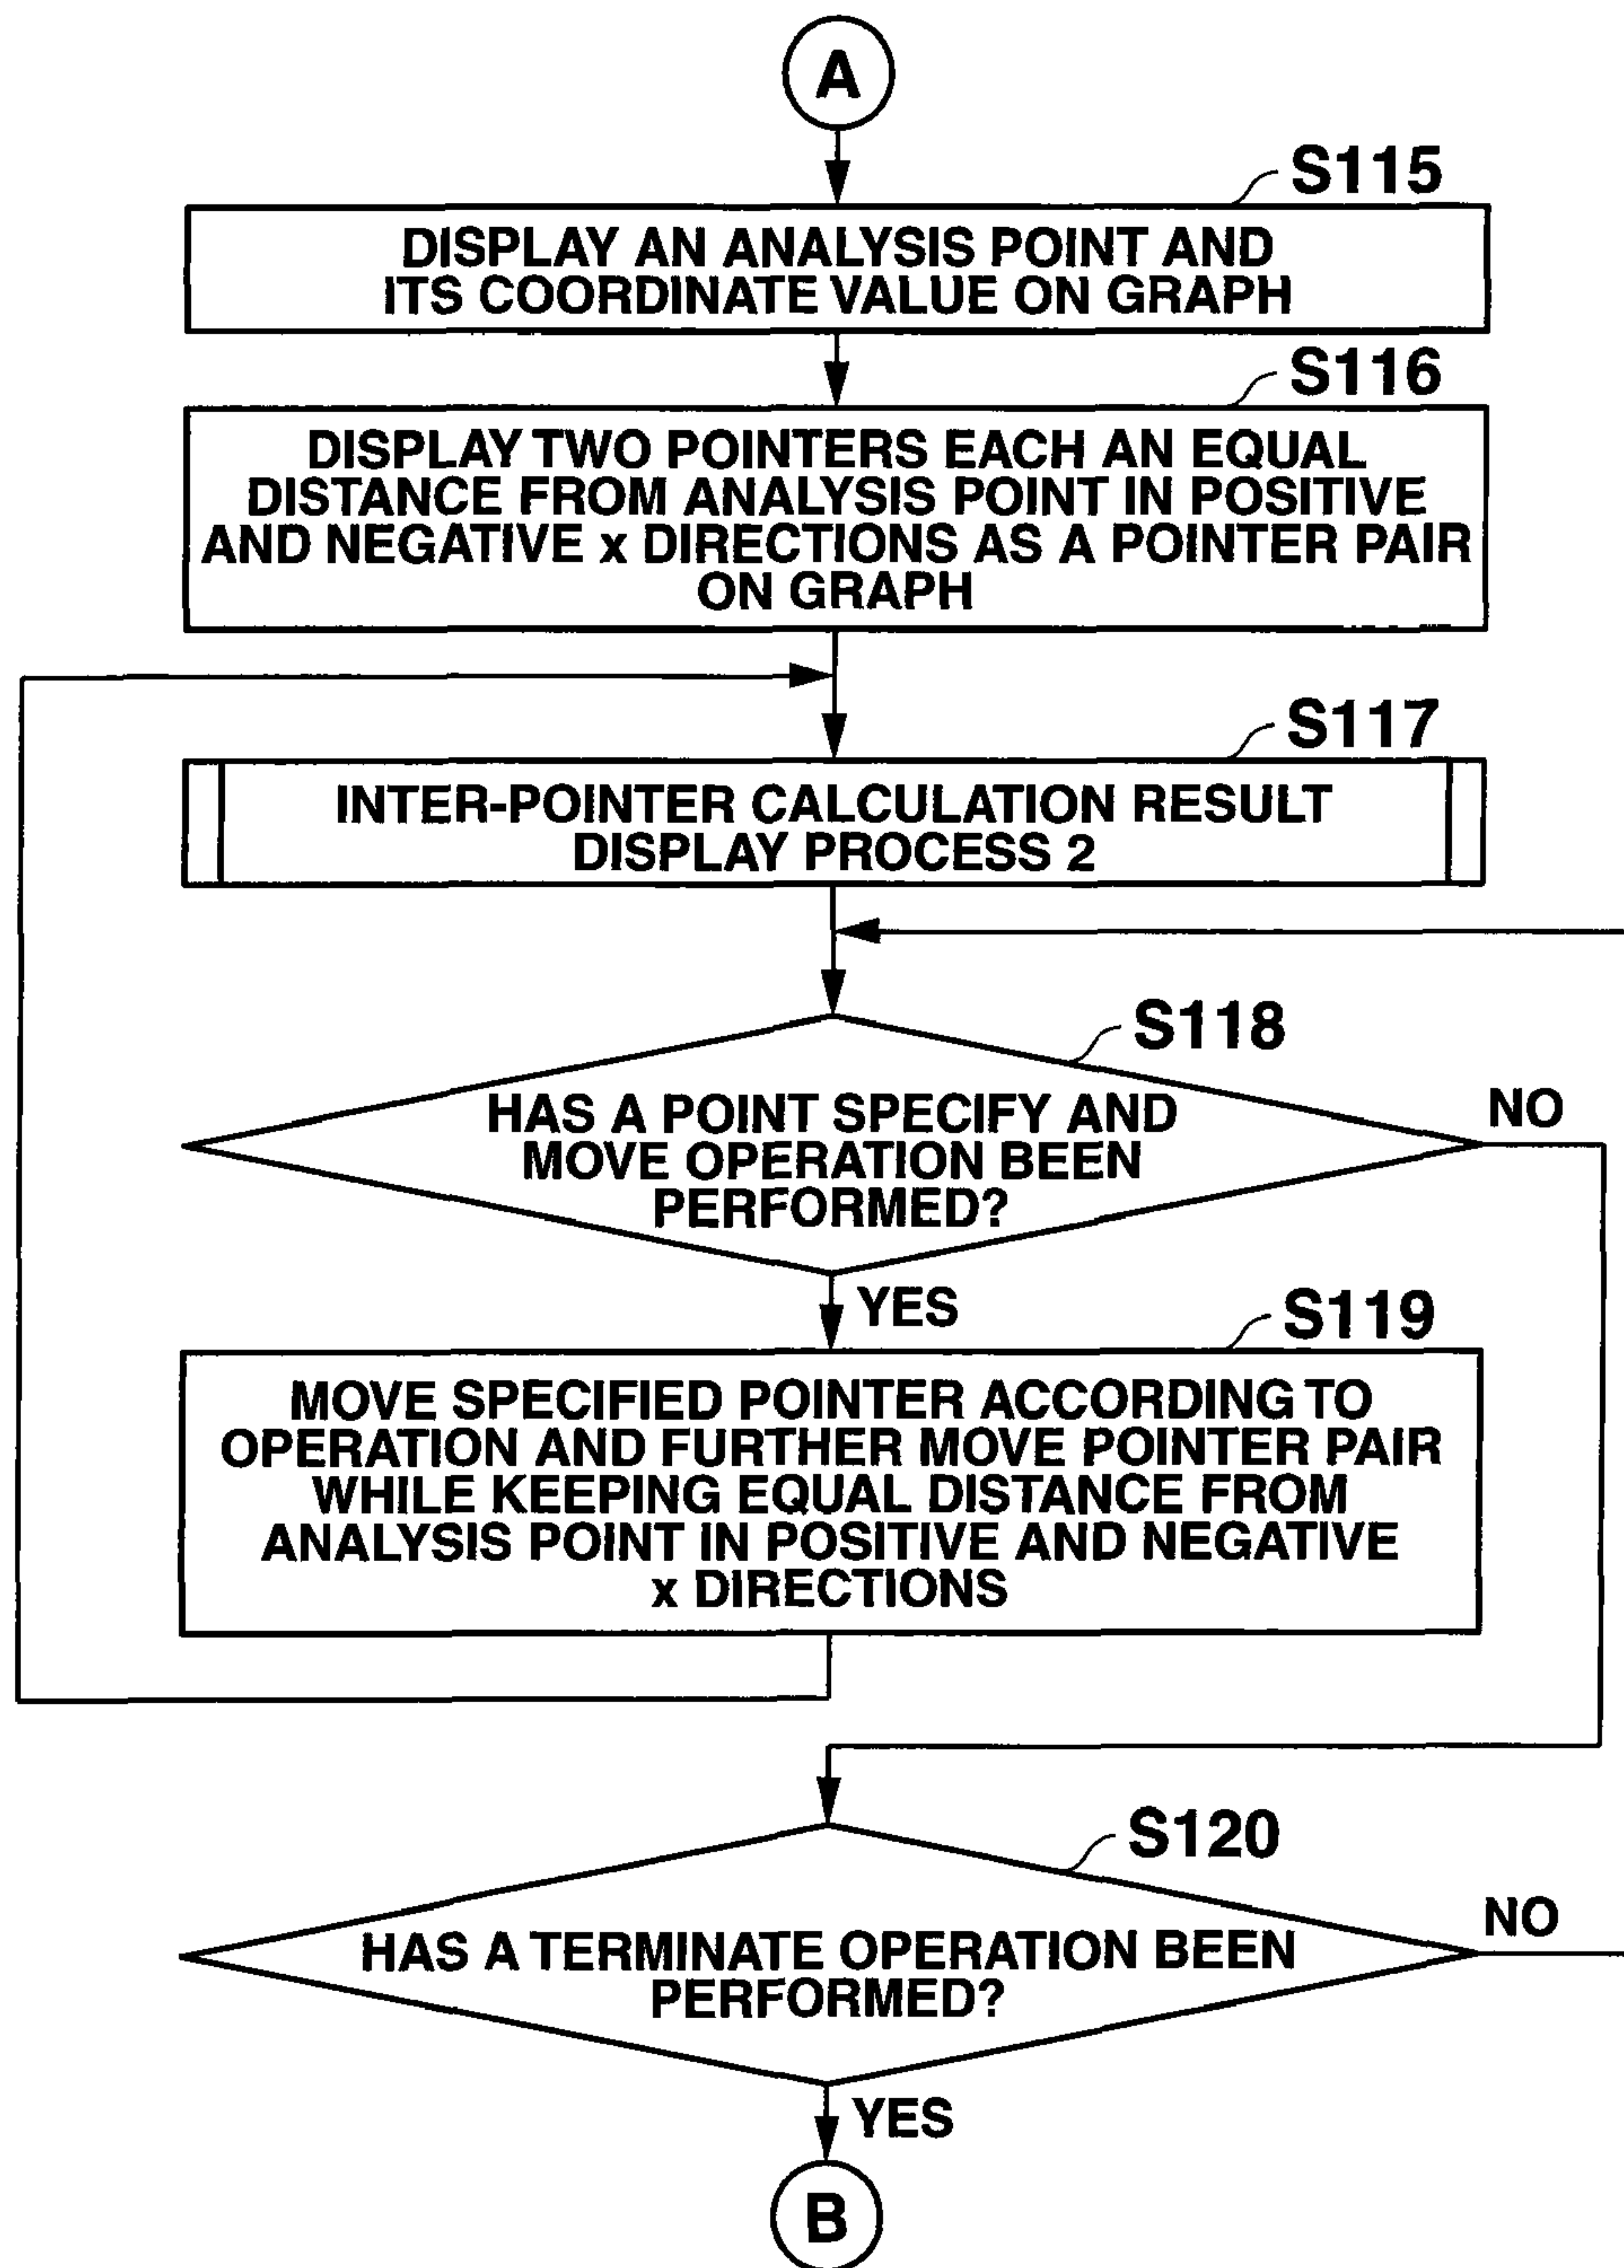 A
S115
DISPLAY AN ANALYSIS POINT AND
ITS COORDINATE VALUE ON GRAPH
S116
DISPLAY TWO POINTERS EACH AN EQUAL
DISTANCE FROM ANALYSIS POINT IN POSITIVE
AND NEGATIVE x DIRECTIONS AS A POINTER PAIR
ON GRAPH
S117
INTER-POINTER CALCULATION RESULT
DISPLAY PROCESS 2
S118
HAS A POINT SPECIFY AND
MOVE OPERATION BEEN
PERFORMED?
NO
YES
S119
MOVE SPECIFIED POINTER ACCORDING TO
OPERATION AND FURTHER MOVE POINTER PAIR
WHILE KEEPING EQUAL DISTANCE FROM
ANALYSIS POINT IN POSITIVE AND NEGATIVE
x DIRECTIONS
S120
HAS A TERMINATE OPERATION BEEN
PERFORMED?
NO
YES
B